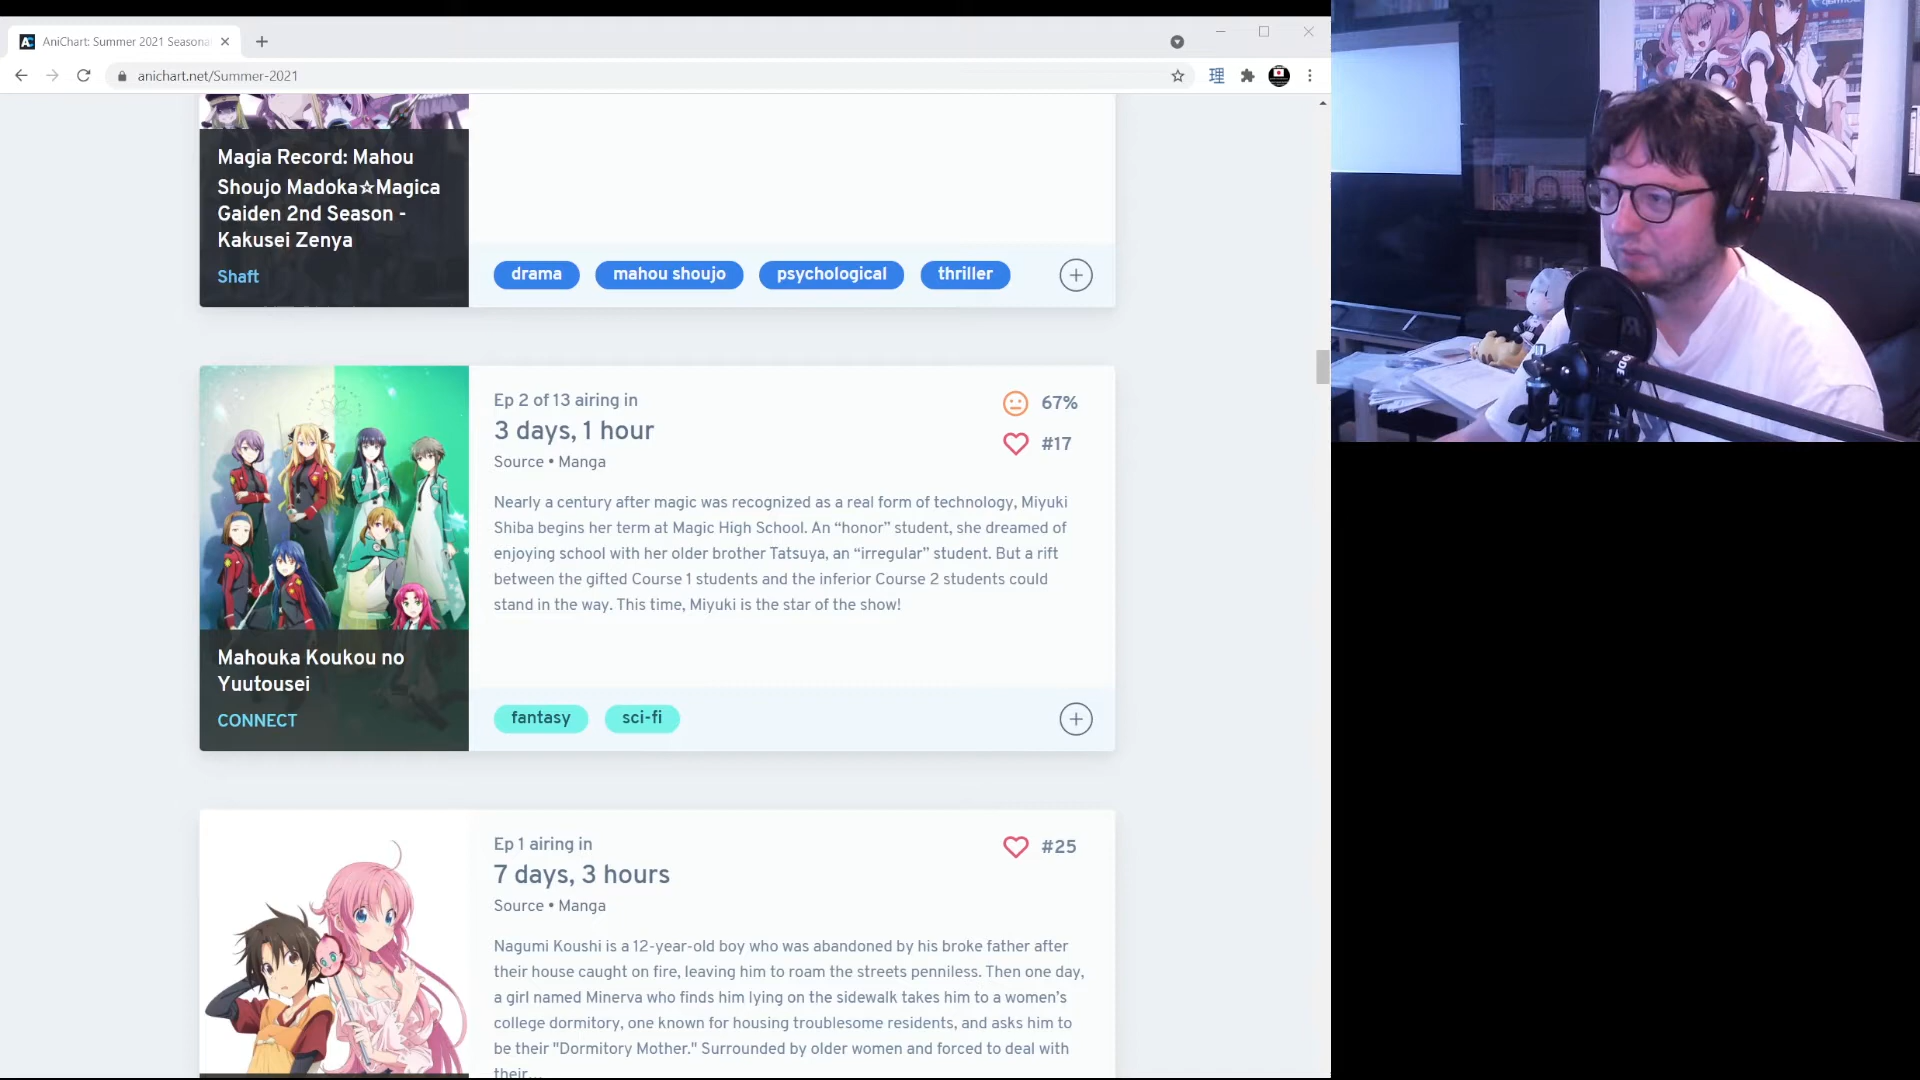 AniChart: Summer 2021 Seasona
anichart.net/Summer-2021
理
Magia Record: Mahou
Shoujo Madoka☆Magica
Gaiden 2nd Season -
Kakusei Zenya
Shaft
drama
mahou shoujo
psychological
thriller
Ep 2 of 13 airing in
67%
3 days, 1 hour
#17
Source • Manga
Nearly a century after magic was recognized as a real form of technology, Miyuki
Shiba begins her term at Magic High School. An “honor” student, she dreamed of
enjoying school with her older brother Tatsuya, an “irregular” student. But a rift
between the gifted Course 1 students and the inferior Course 2 students could
stand in the way. This time, Miyuki is the star of the show!
Mahouka Koukou no
Yuutousei
CONNECT
fantasy
sci-fi
Ep 1 airing in
#25
7 days, 3 hours
Source • Manga
Nagumi Koushi is a 12-year-old boy who was abandoned by his broke father after
their house caught on fire, leaving him to roam the streets penniless. Then one day,
a girl named Minerva who finds him lying on the sidewalk takes him to a women’s
college dormitory, one known for housing troublesome residents, and asks him to
be their "Dormitory Mother." Surrounded by older women and forced to deal with
their...
RODE